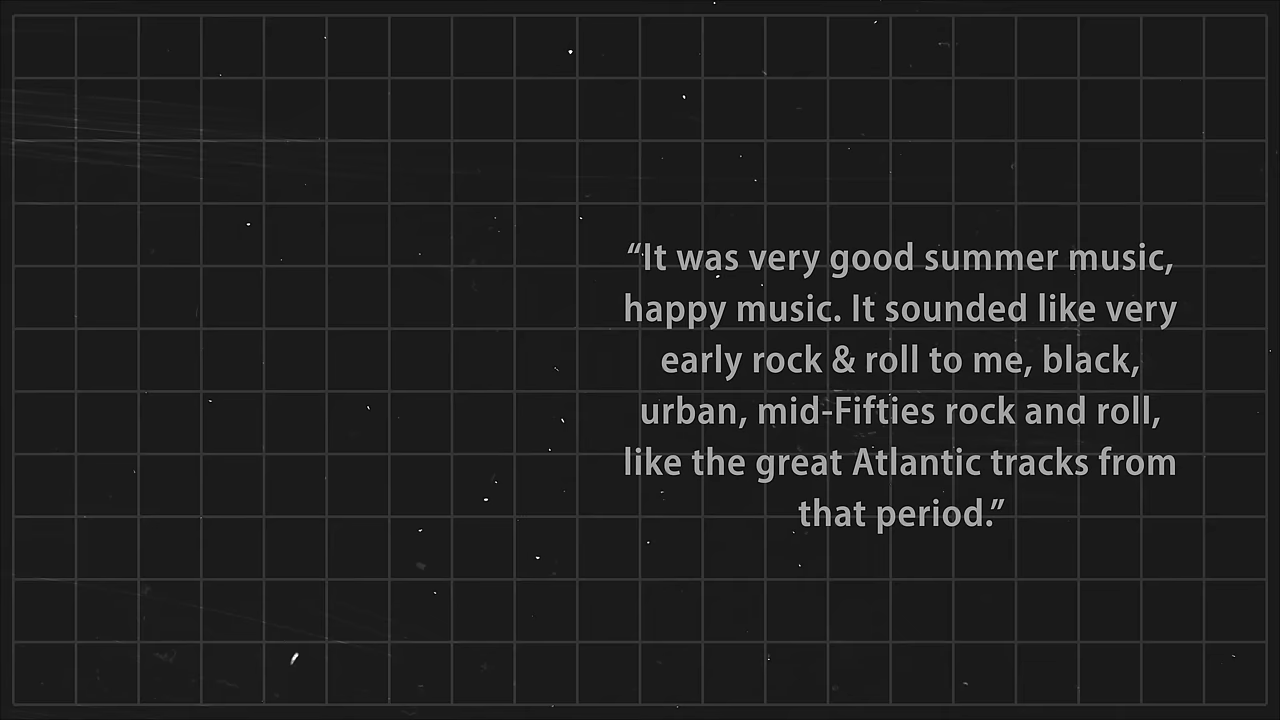 “It was very good summer music,
happy music. It sounded like very
early rock & roll to me, black,
urban, mid-Fifties rock and roll,
like the great Atlantic tracks from
that period.”